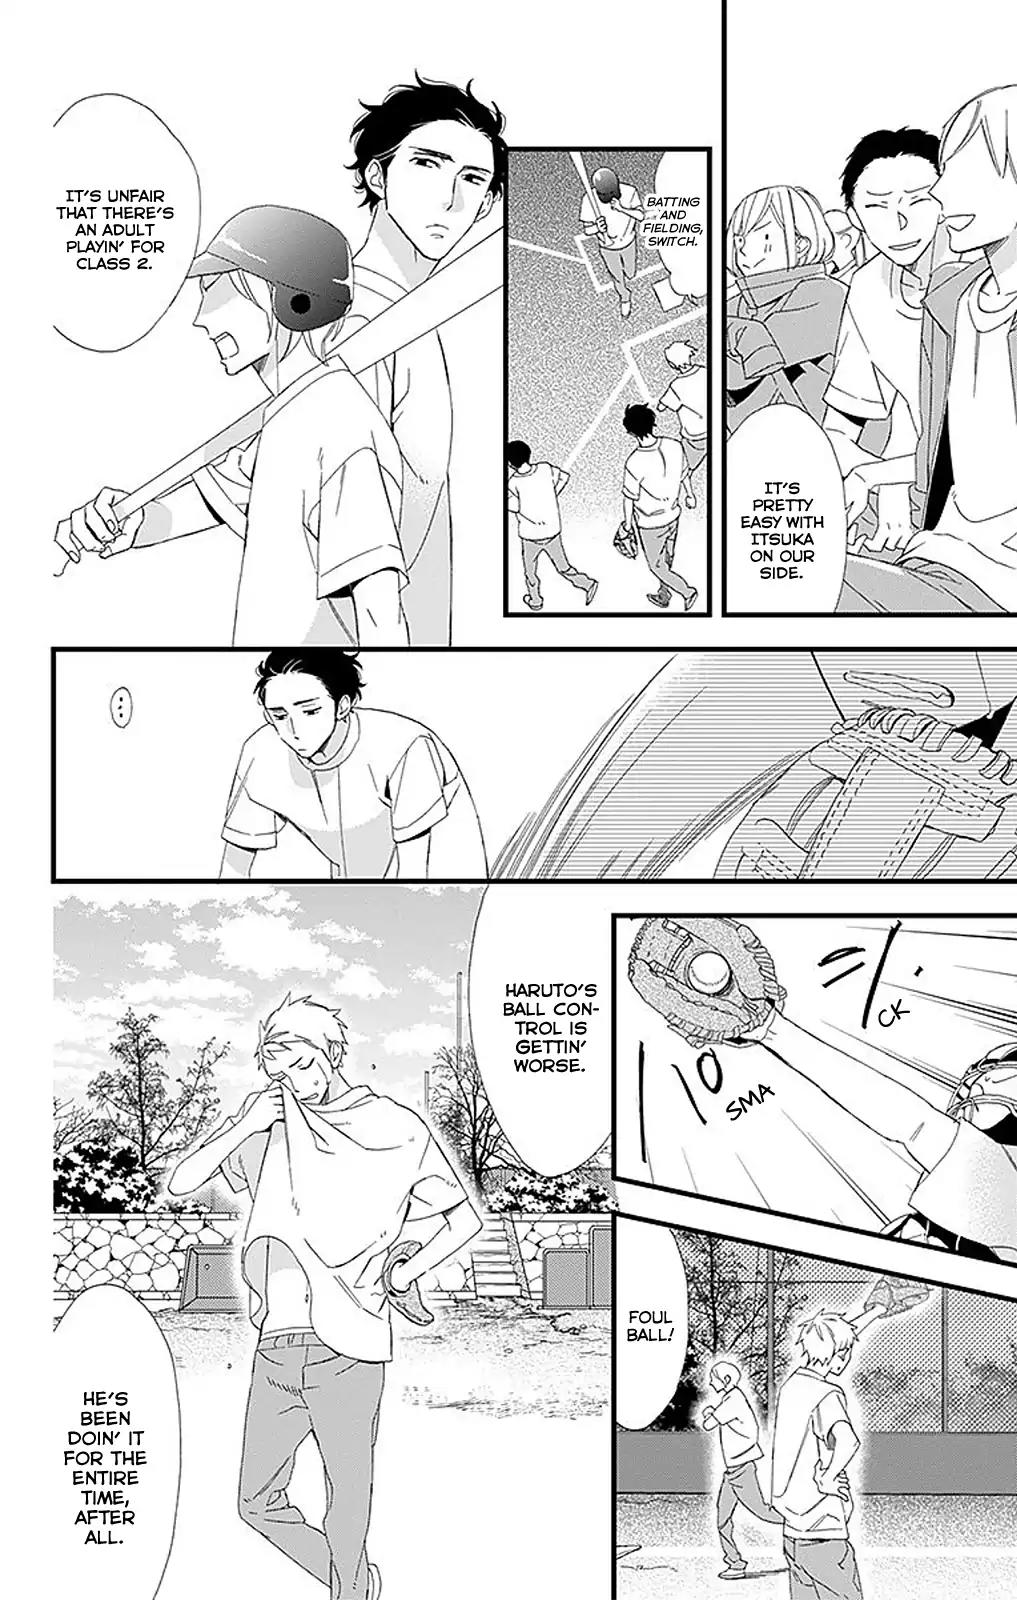 IT'S
PRETTY
EASY WITH
ITSUKA
ON OUR
SIDE.
BATTING
AND
FIELDING,
SWITCH.
IT'S UNFAIR
THAT THERE'S
AN ADULT
PLAYIN' FOR
CLASS 2.
...
SMA
CK
FOUL
BALL!
HARUTO'S
BALL CON-
TROL IS
GETTIN'
WORSE.
HE'S
BEEN
DOIN' IT
FOR THE
ENTIRE
TIME,
AFTER
ALL.